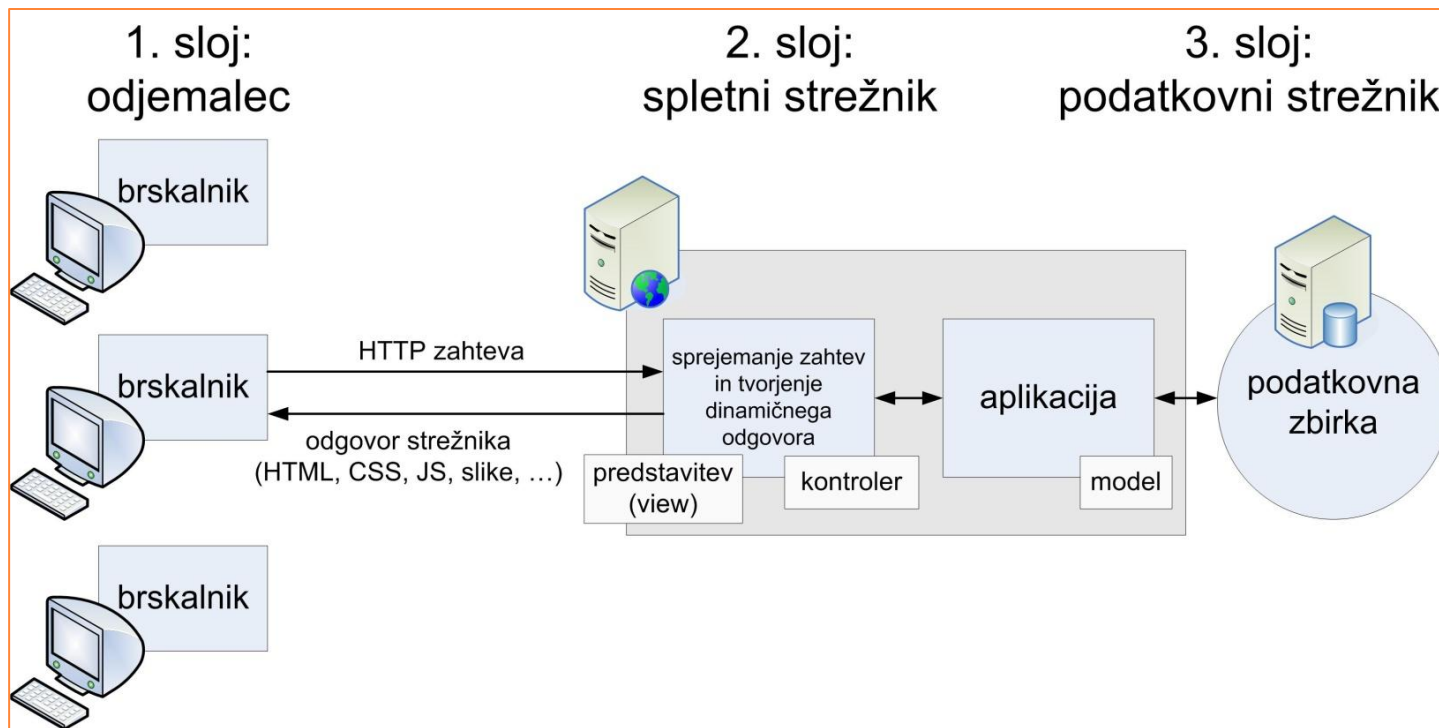 1. sloj:
odjemalec
2. sloj:
spletni strežnik
3. sloj:
podatkovni strežnik
brskalnik
brskalnik
brskalnik
HTTP zahteva
odgovor strežnika
(HTML, CSS, JS, slike, …)
sprejemanje zahtev
in tvorjenje
dinamičnega
odgovora
predstavitev
(view)
kontroler
aplikacija
model
podatkovna
zbirka